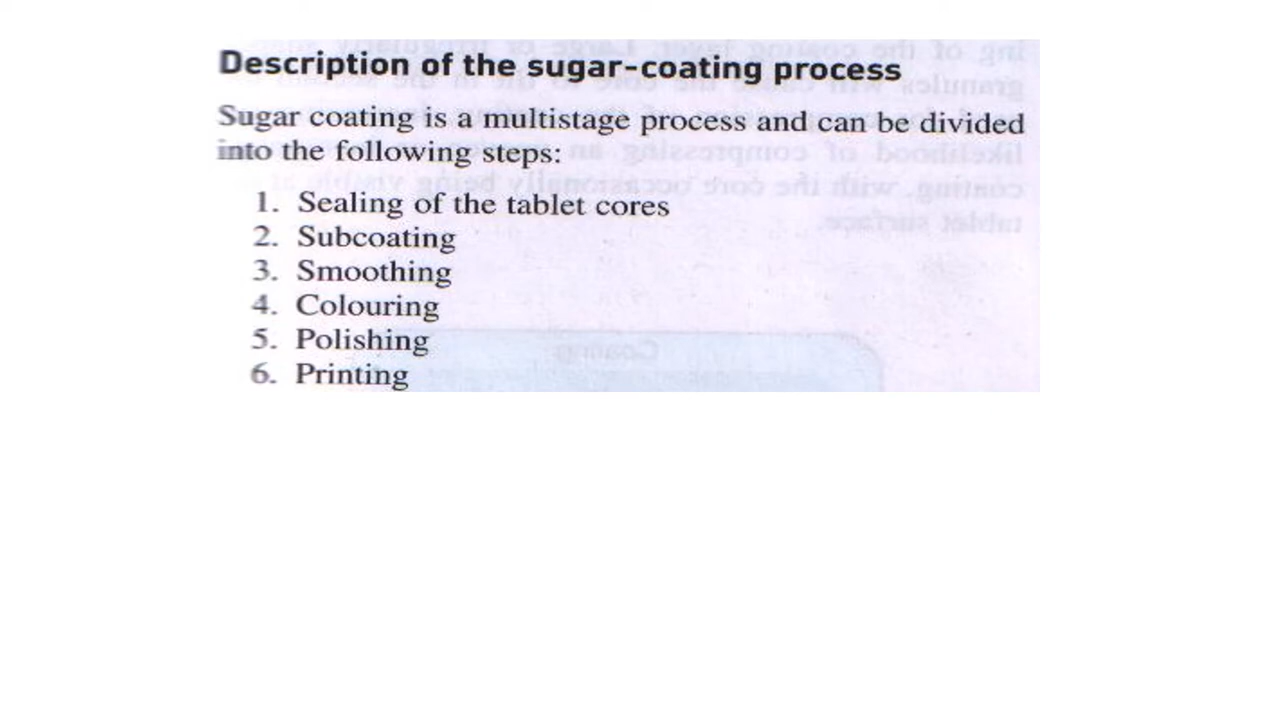 Description of the sugar-coating process
Sugar coating is a multistage process and can be divided
into the following steps:
1. Sealing of the tablet cores
2. Subcoating
3. Smoothing
4. Colouring
5. Polishing
6. Printing